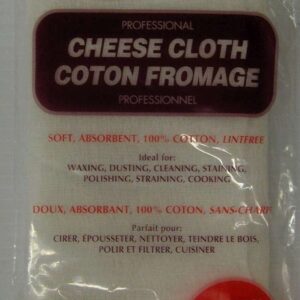 PROFESSIONAL
CHEESE CLOTH
COTON FROMAGE
PROFESSIONNEL
SOFT, ABSORBENT, 100% COTTON, LINTFREE
Ideal for:
WAXING, DUSTING, CLEANING, STAINING,
POLISHING, STRAINING, COOKING
DOUX, ABSORBANT, 100% COTON, SANS-CHARPI
Parfait pour:
CIRER, ÉPOUSSETER, NETTOYER, TEINDRE LE BOIS,
POLIR ET FILTRER, CUISINER